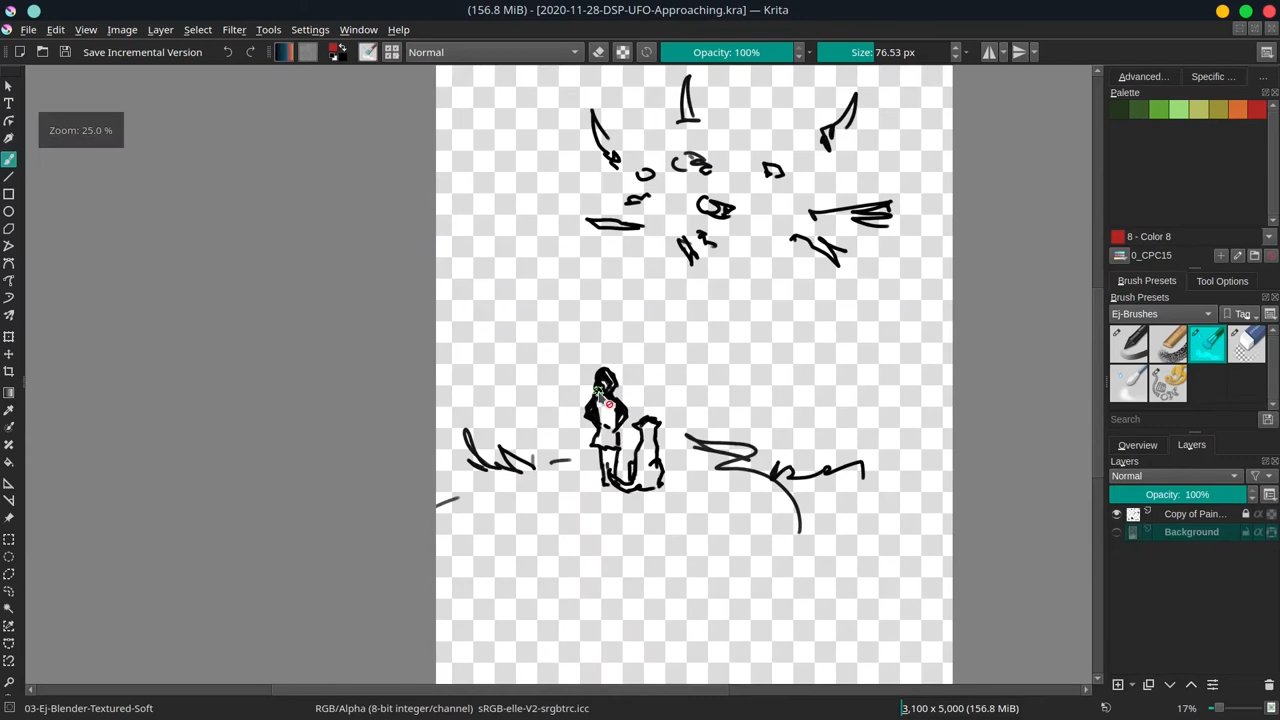 (156.8 MiB) - [2020-11-28-DSP-UFO-Approaching.kra] — Krita
File Edit View Image Layer Select Filter Tools Settings Window Help
Save Incremental Version Normal Opacity: 100% Size: 76.53 px
Advanced... Specific ...
Palette
Zoom: 25.0 %
8 - Color 8
0_CPC15
Brush Presets Tool Options
Brush Presets
Ej-Brushes Tag
Search
Overview Layers
Layers
Normal
Opacity: 100%
Copy of Pain...
Background
03-Ej-Blender-Textured-Soft RGB/Alpha (8-bit integer/channel) sRGB-elle-V2-srgbtrc.icc 3,100 x 5,000 (156.8 MiB) 17%